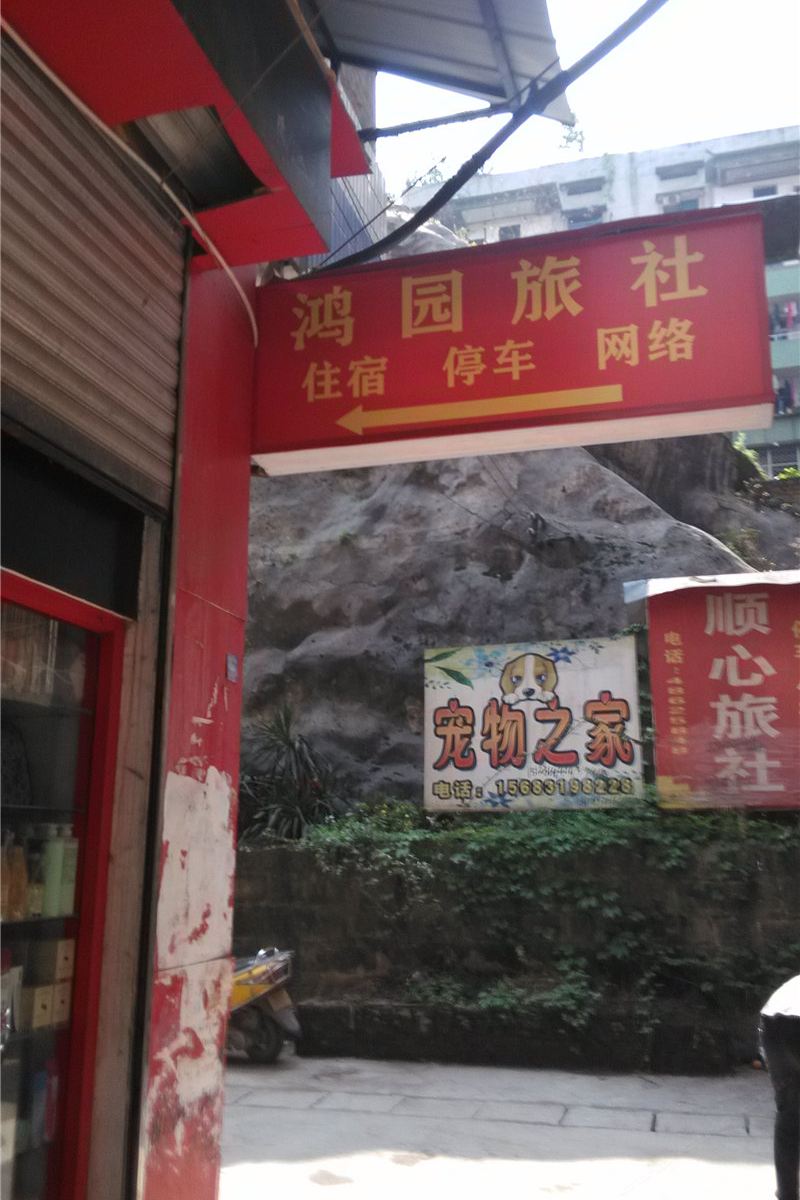 鸿园旅社
住宿 停车 网络
宠物之家
电话：15683198228
顺心旅社